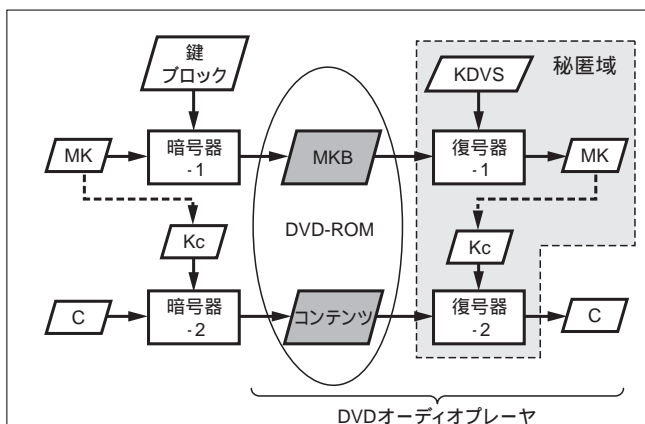 鍵
ブロック
KDVS
秘匿域
MK
暗号器
-1
MKB
復号器
-1
MK
Kc
DVD-ROM
Kc
C
暗号器
-2
コンテンツ
復号器
-2
C
DVDオーディオプレーヤ